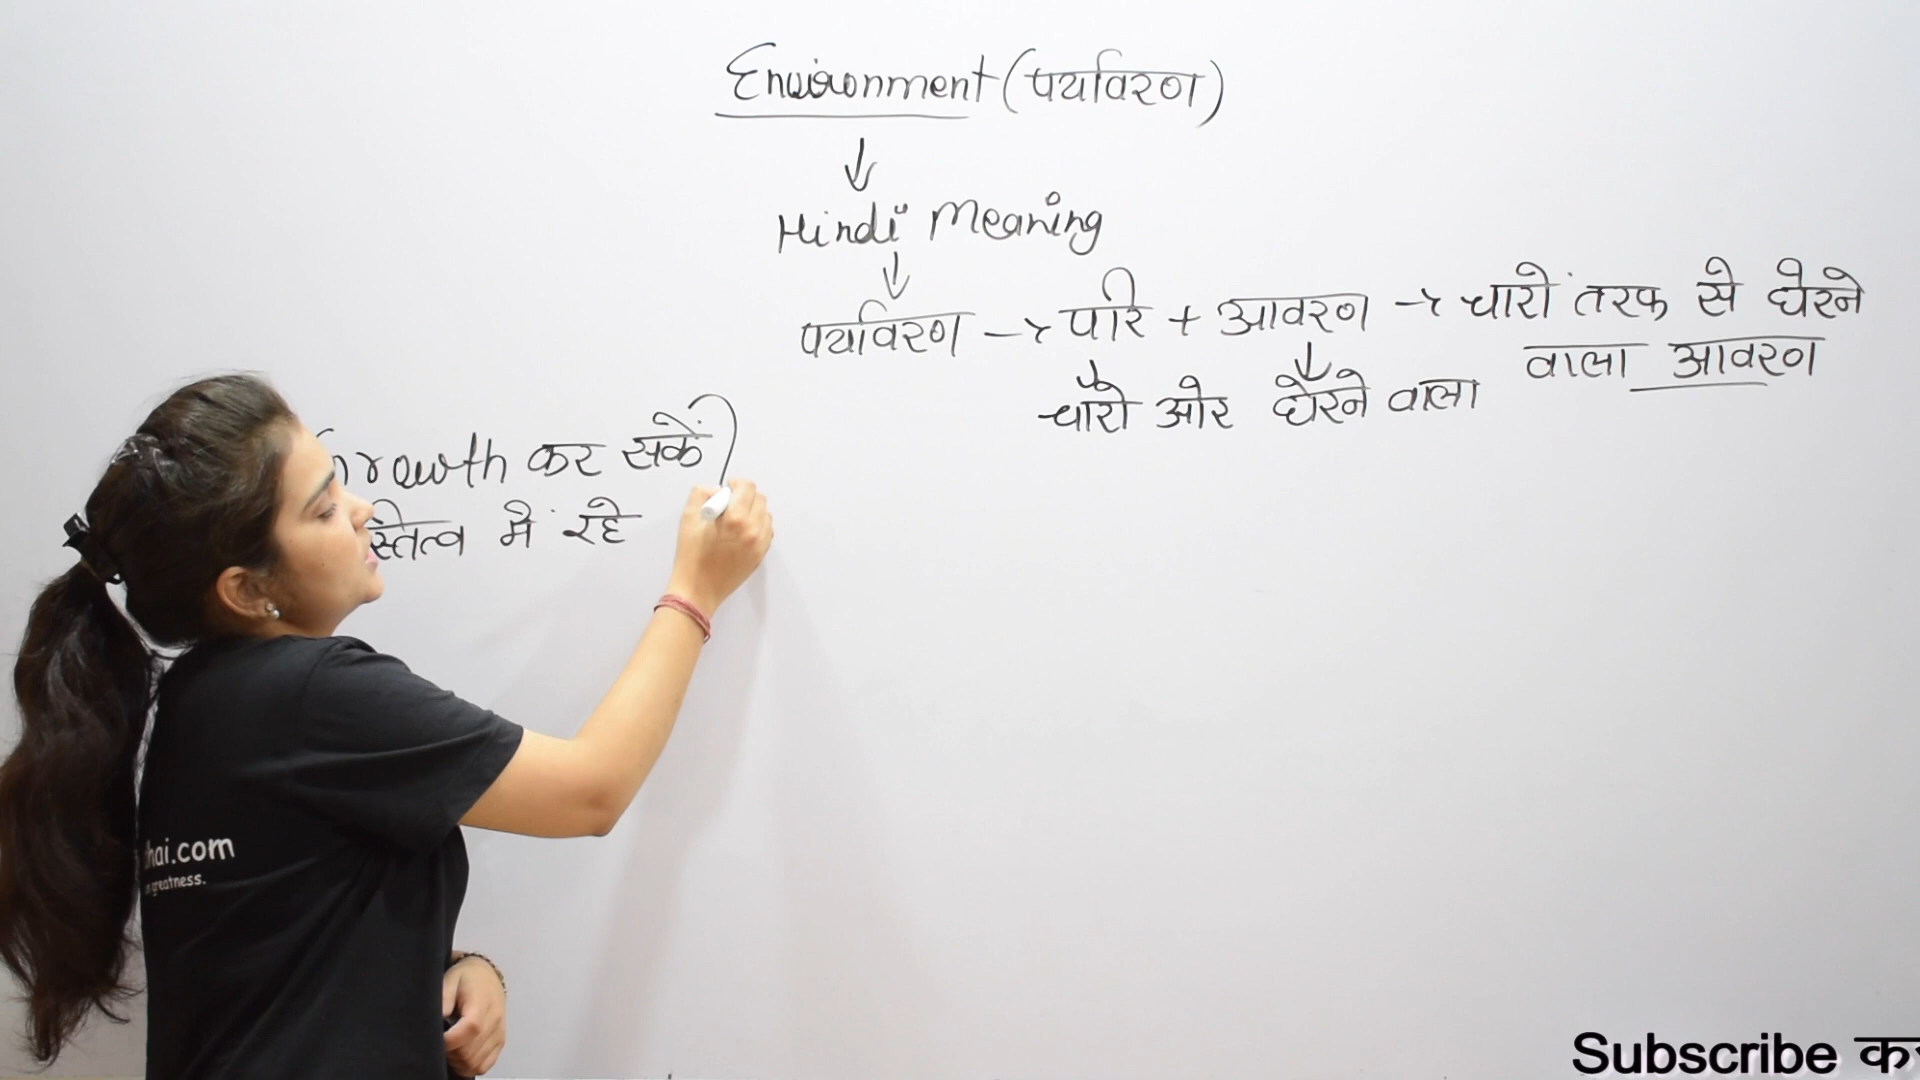 Environment (पर्यावरण)
↓
Hindi Meaning
↓
पर्यावरण → परि + आवरण → चारों तरफ से घेरने
वाला आवरण
चारो ओर घेरने वाला
Growth कर सकें
में रहे
hai.com
greatness.
Subscribe